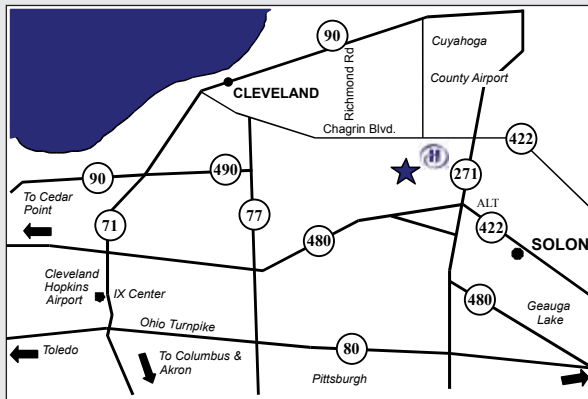 90
Cuyahoga
County Airport
Richmond Rd
CLEVELAND
Chagrin Blvd.
422
H
271
490
90
To Cedar
Point
71
77
480
ALT
422
SOLON
Cleveland
Hopkins
Airport
IX Center
480
Geauga
Lake
Ohio Turnpike
80
Toledo
To Columbus &
Akron
Pittsburgh